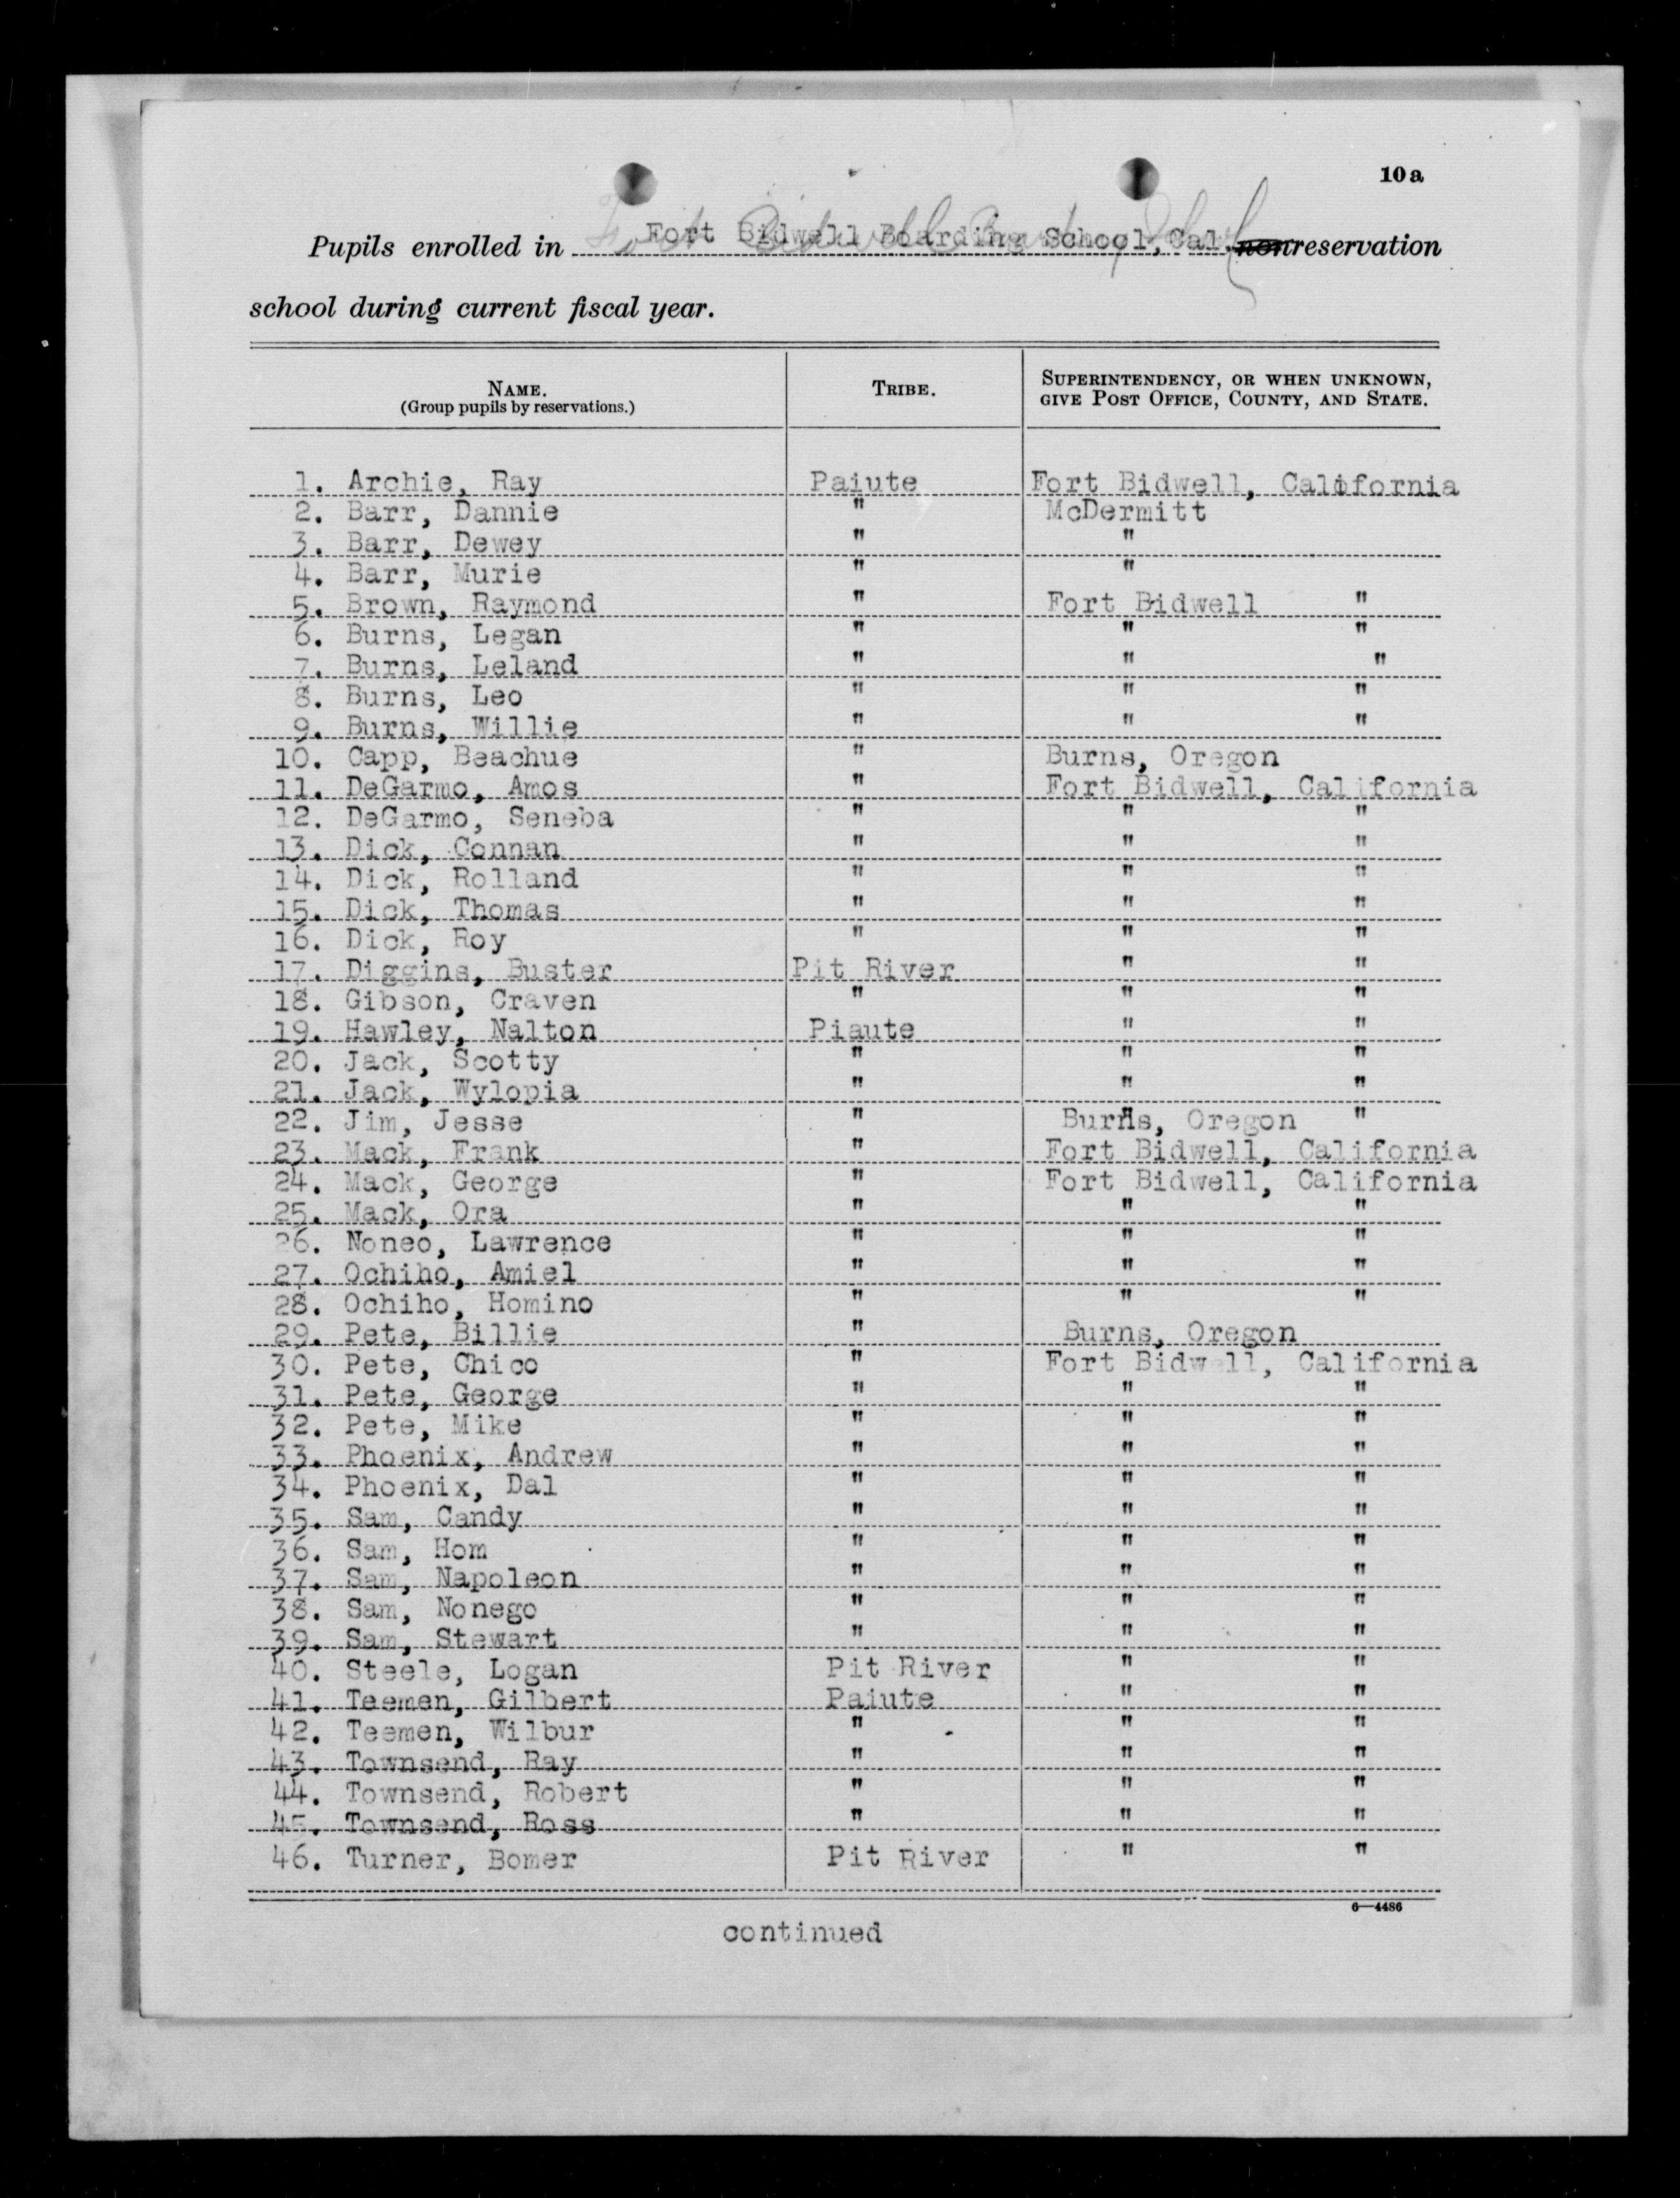 10a
Pupils enrolled in Fort Bidwell Boarding School, Cal. nonreservation
school during current fiscal year.
NAME. TRIBE. SUPERINTENDENCY, OR WHEN UNKNOWN,
(Group pupils by reservations.) GIVE POST OFFICE, COUNTY, AND STATE.
1. Archie, Ray Paiute Fort Bidwell, California
2. Barr, Dannie " McDermitt
3. Barr, Dewey " "
4. Barr, Murie " "
5. Brown, Raymond " Fort Bidwell "
6. Burns, Legan " " "
7. Burns, Leland " " "
8. Burns, Leo " " "
9. Burns, Willie " " "
10. Capp, Beachue " Burns, Oregon
11. DeGarmo, Amos " Fort Bidwell, California
12. DeGarmo, Seneba " " "
13. Dick, Connan " " "
14. Dick, Rolland " " "
15. Dick, Thomas " " "
16. Dick, Roy " " "
17. Diggins, Buster Pit River " "
18. Gibson, Craven " " "
19. Hawley, Nalton Piaute " "
20. Jack, Scotty " " "
21. Jack, Wylopia " " "
22. Jim, Jesse " Burns, Oregon "
23. Mack, Frank " Fort Bidwell, California
24. Mack, George " Fort Bidwell, California
25. Mack, Ora " " "
26. Noneo, Lawrence " " "
27. Ochiho, Amiel " " "
28. Ochiho, Homino " " "
29. Pete, Billie " Burns, Oregon
30. Pete, Chico " Fort Bidwell, California
31. Pete, George " " "
32. Pete, Mike " " "
33. Phoenix, Andrew " " "
34. Phoenix, Dal " " "
35. Sam, Candy " " "
36. Sam, Hom " " "
37. Sam, Napoleon " " "
38. Sam, Nonego " " "
39. Sam, Stewart " " "
40. Steele, Logan Pit River " "
41. Teemen, Gilbert Paiute " "
42. Teemen, Wilbur " " "
43. Townsend, Ray " " "
44. Townsend, Robert " " "
45. Townsend, Ross " " "
46. Turner, Bomer Pit River " "
6—4486
continued